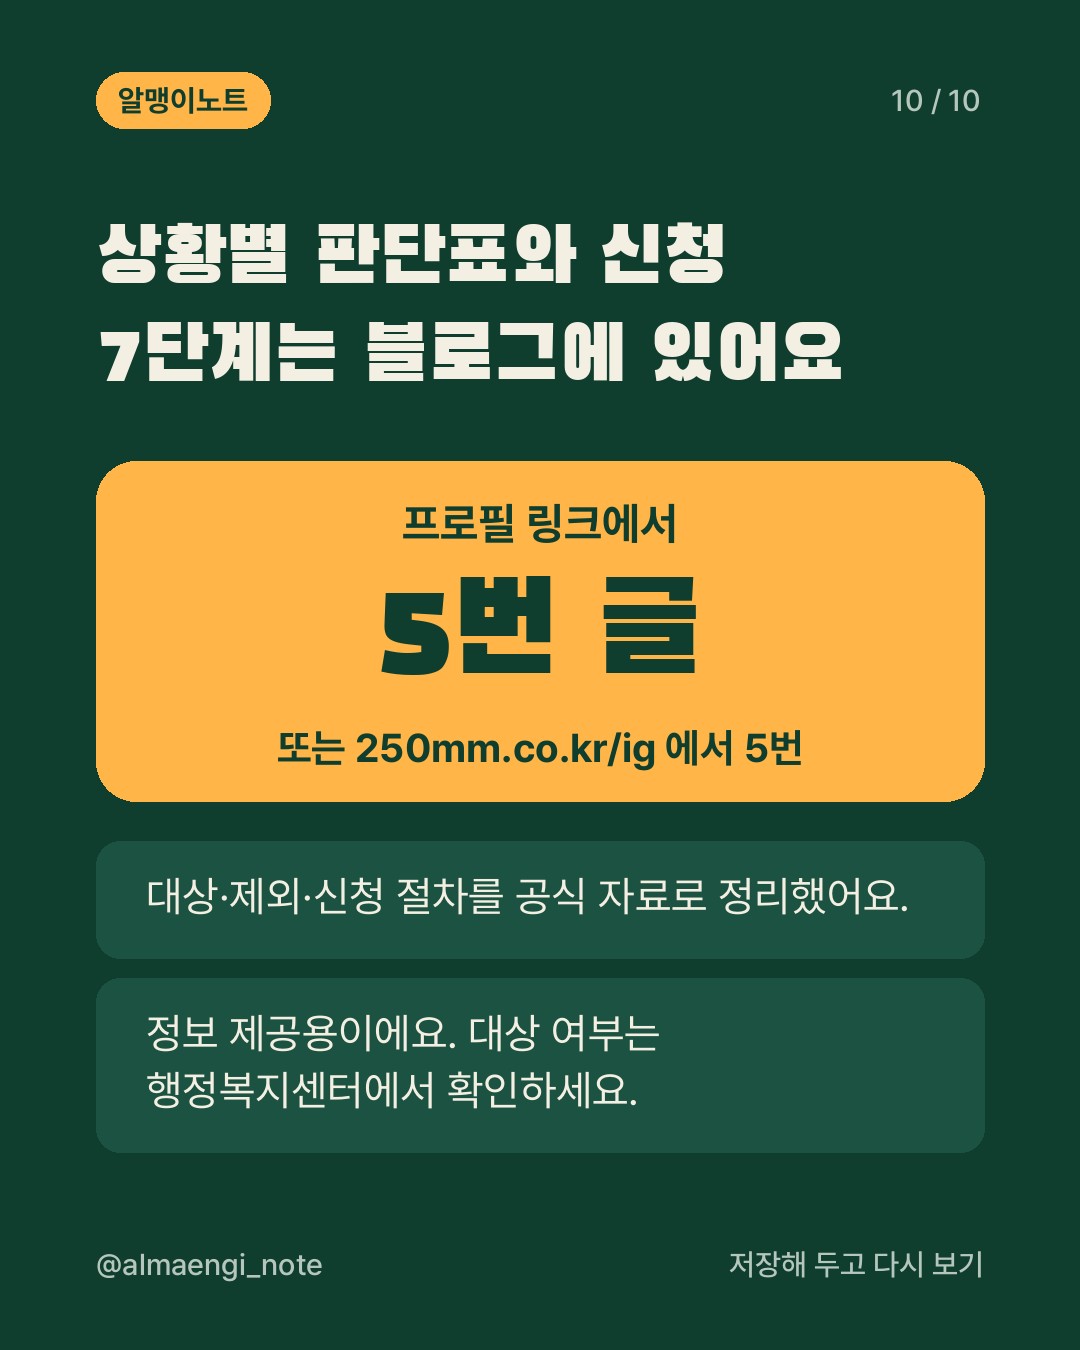 알맹이노트
10 / 10
상황별 판단표와 신청
7단계는 블로그에 있어요
프로필 링크에서
5번 글
또는 250mm.co.kr/ig 에서 5번
대상·제외·신청 절차를 공식 자료로 정리했어요.
정보 제공용이에요. 대상 여부는
행정복지센터에서 확인하세요.
@almaengi_note
저장해 두고 다시 보기